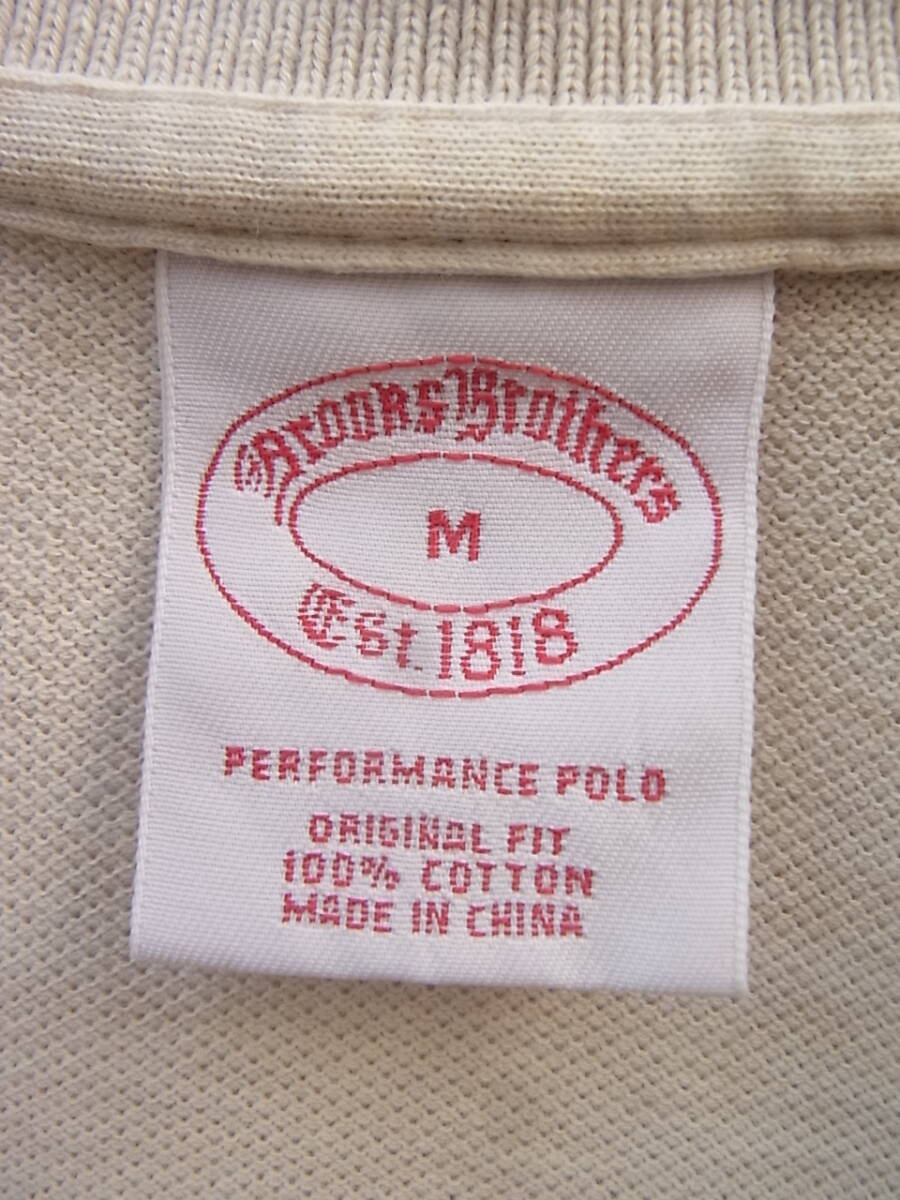 Brooks Brothers
M
Est. 1818
PERFORMANCE POLO
ORIGINAL FIT
100% COTTON
MADE IN CHINA